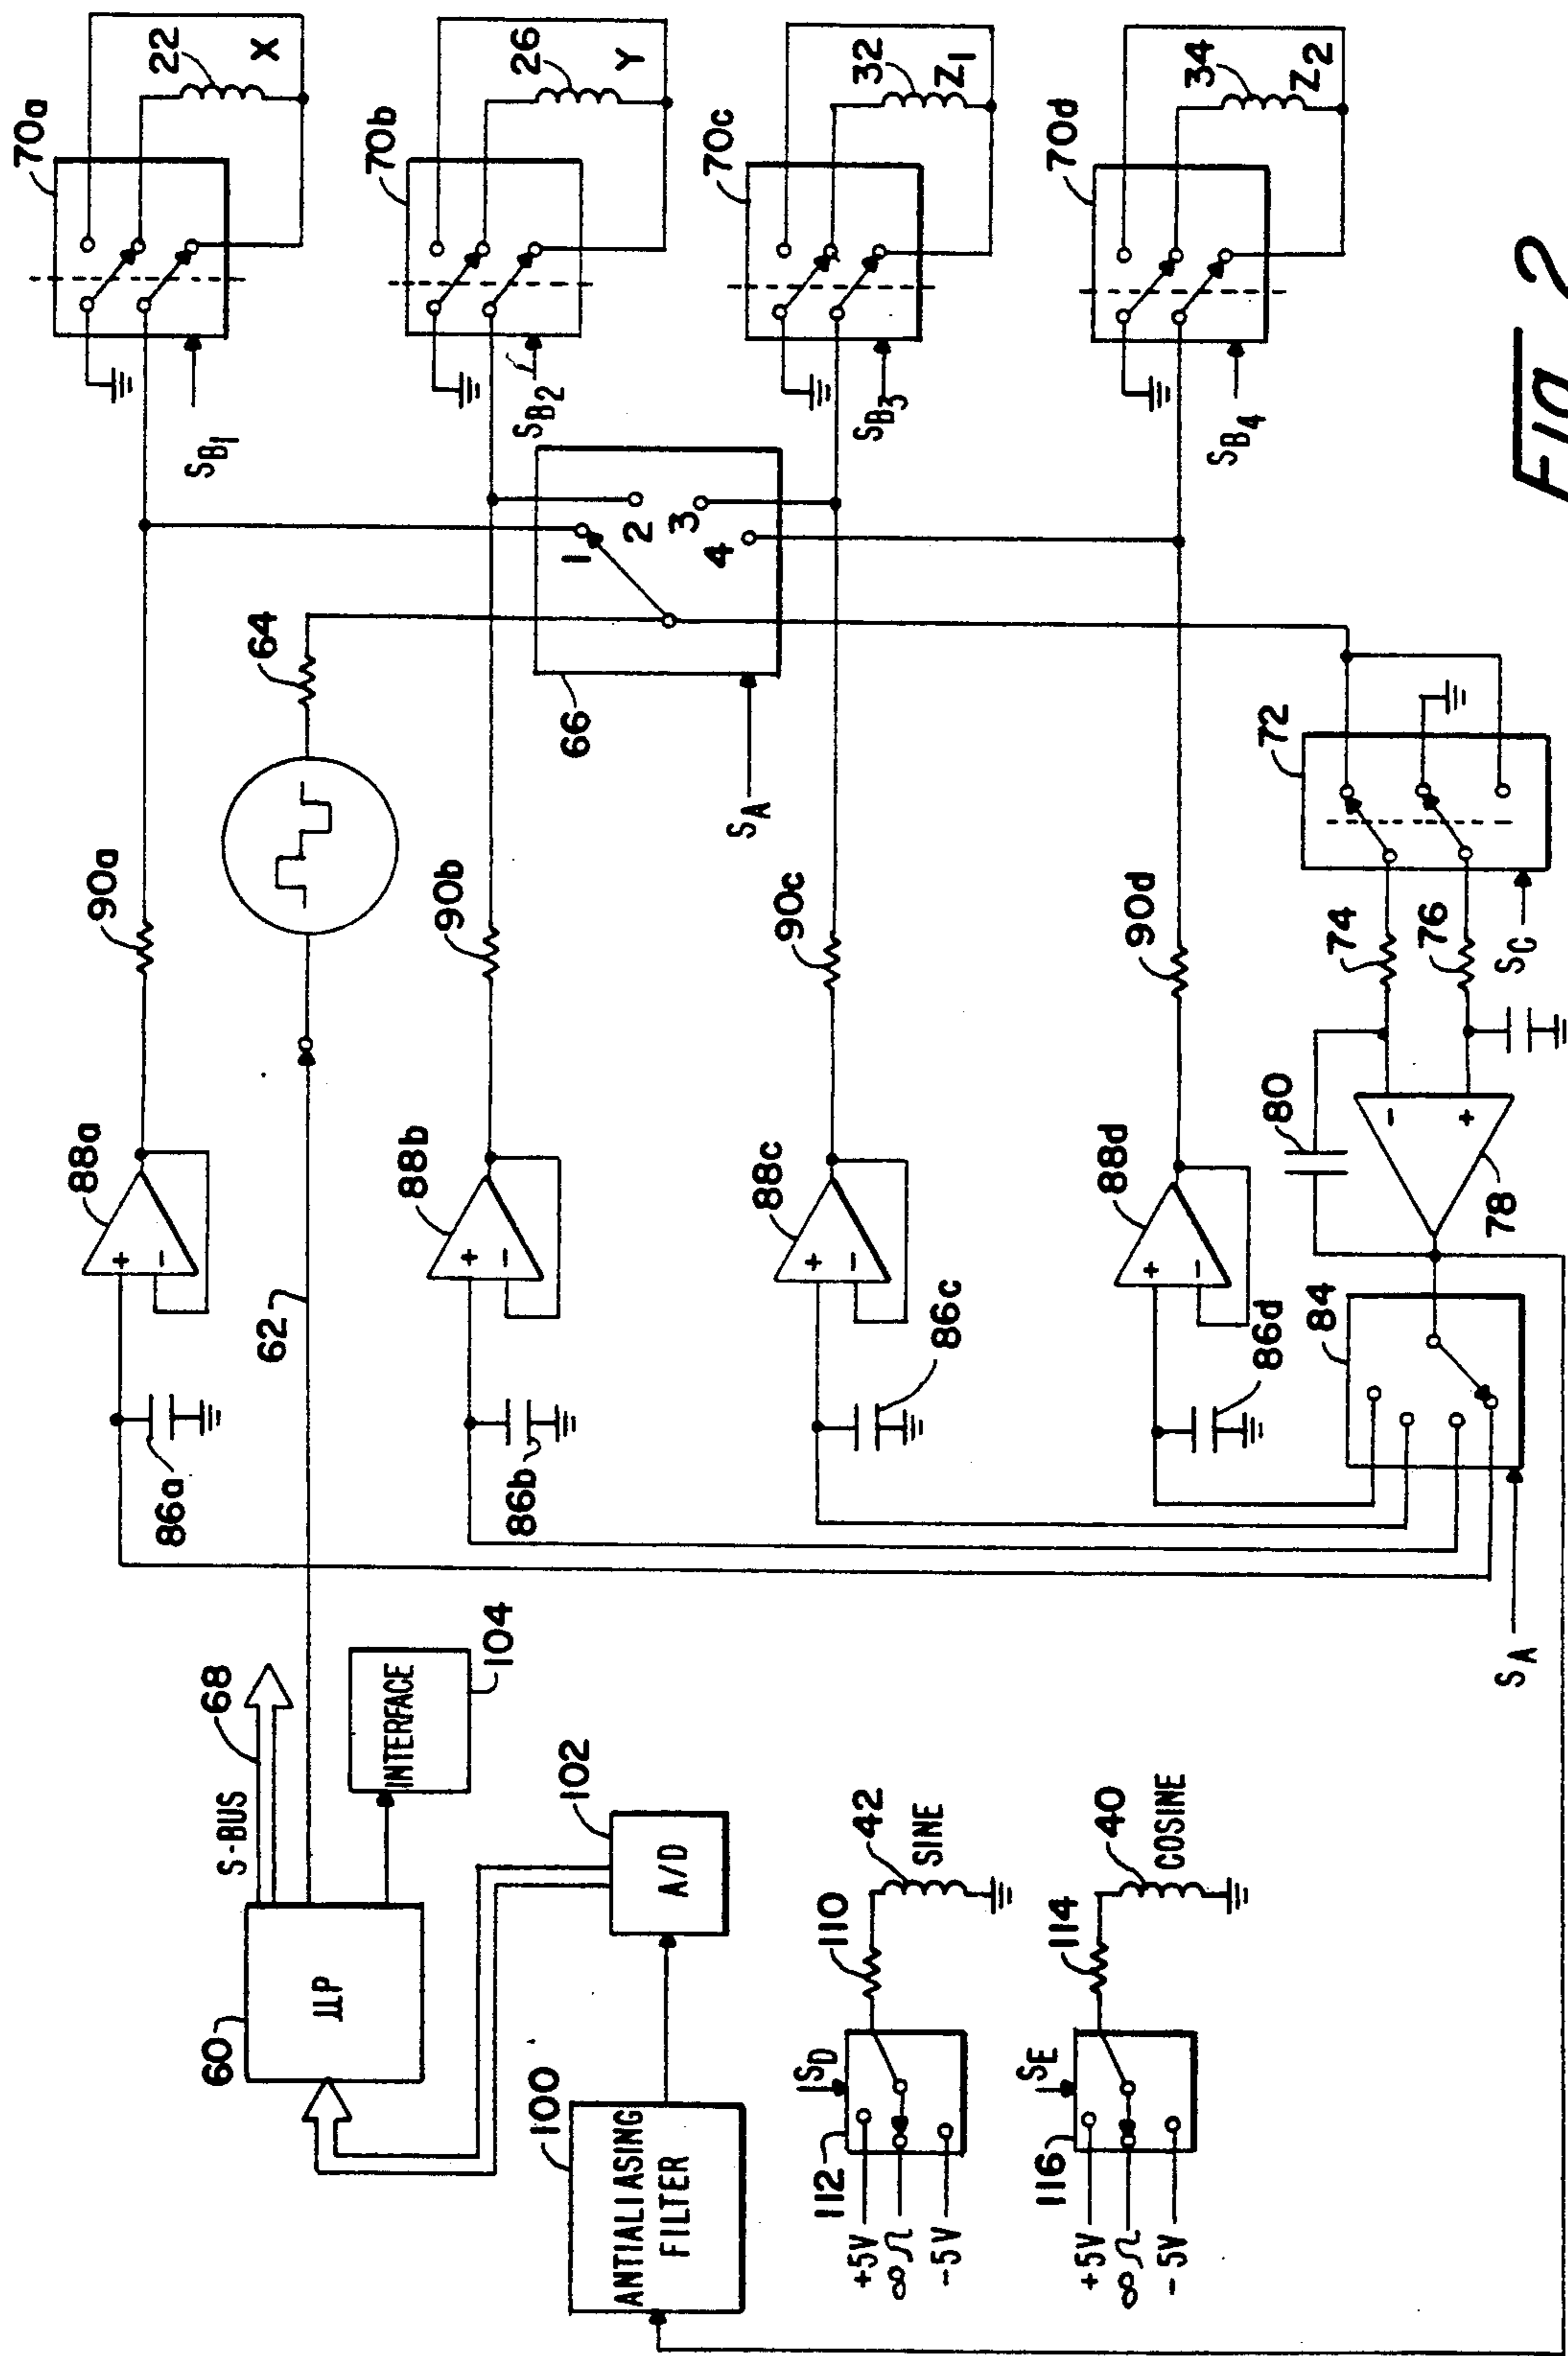 70a
22
X
70b
26
Y
70c
32
Z1
70d
34
Z2
SB1
SB2
SB3
SB4
1
2
3
4
66
SA
64
90a
90b
90c
90d
72
74
76
SC
88a
+
-
88b
+
-
88c
+
-
88d
+
-
80
-
+
78
62
84
86a
86b
86c
86d
SA
S-BUS
68
60
μP
INTERFACE
104
102
A/D
100
ANTIALIASING
FILTER
42
SINE
110
SD
112
+5V
∞Ω
-5V
40
COSINE
114
SE
116
+5V
∞Ω
-5V
FIG 2